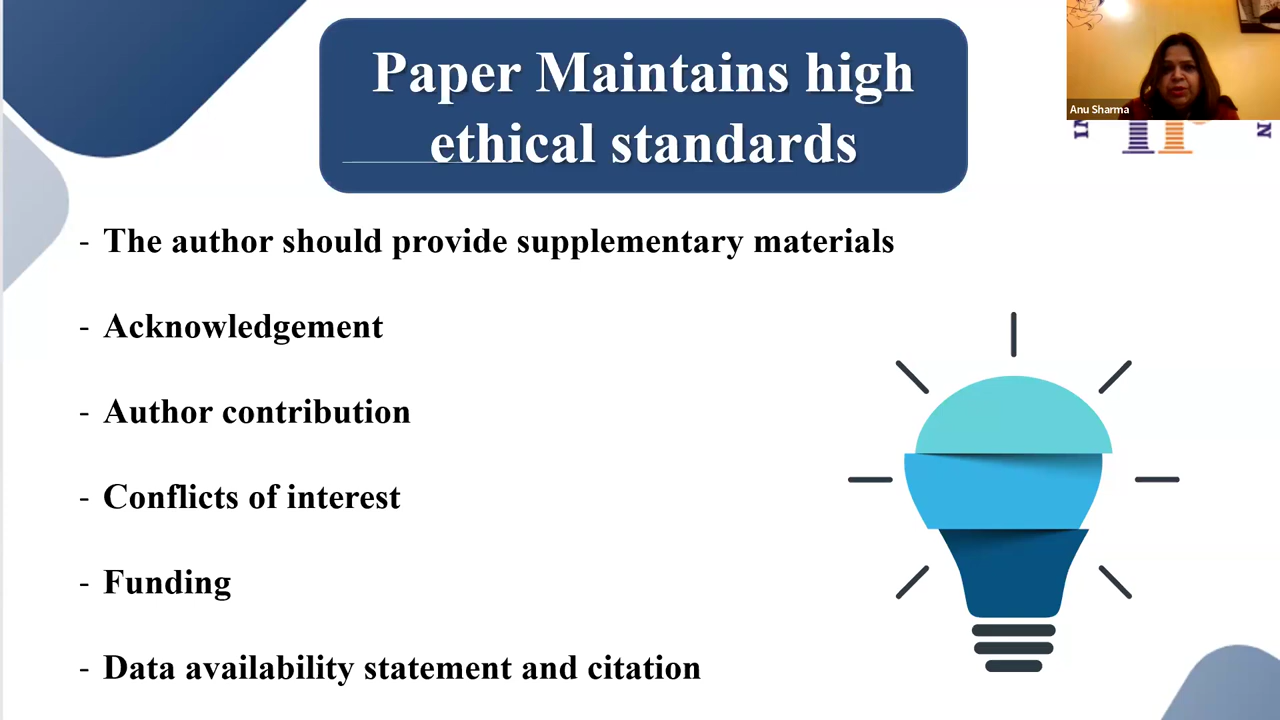 Paper Maintains high
ethical standards
Anu Sharma
- The author should provide supplementary materials
- Acknowledgement
- Author contribution
- Conflicts of interest
- Funding
- Data availability statement and citation